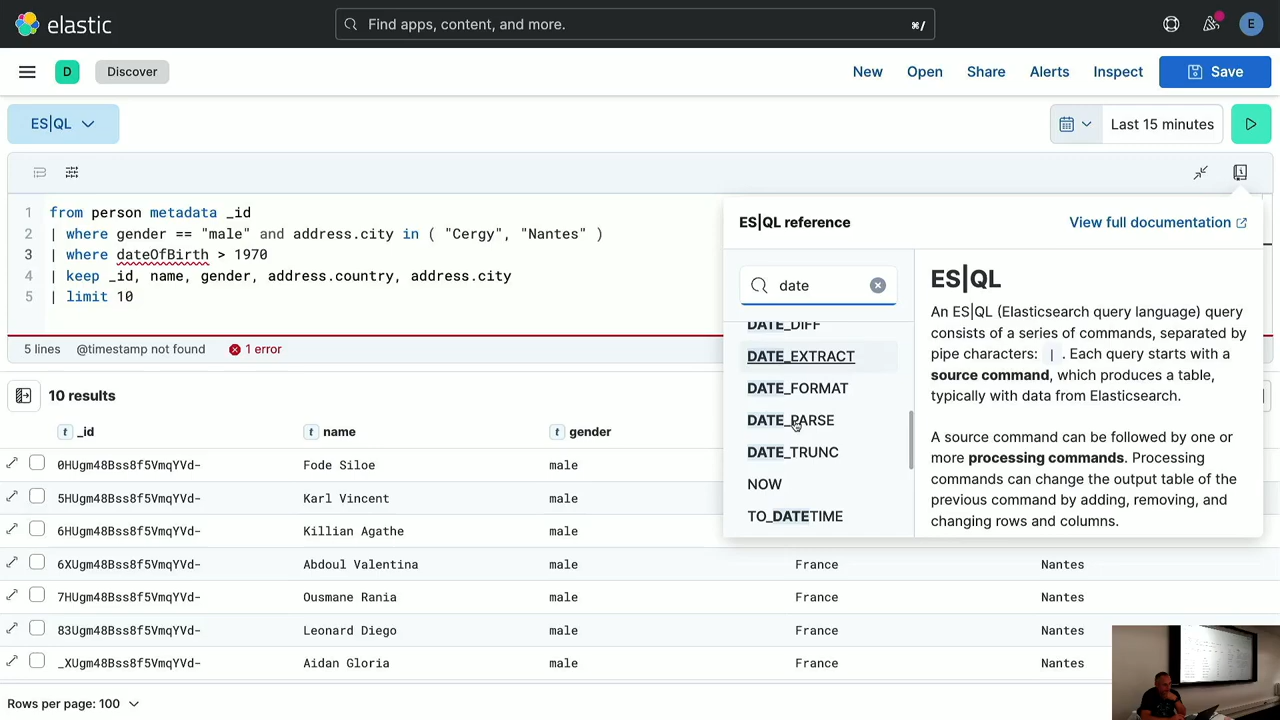 elastic
Find apps, content, and more.
⌘/
E
D
Discover
New
Open
Share
Alerts
Inspect
Save
ES|QL
Last 15 minutes
1 from person metadata _id
2 | where gender == "male" and address.city in ( "Cergy", "Nantes" )
3 | where dateOfBirth > 1970
4 | keep _id, name, gender, address.country, address.city
5 | limit 10
5 lines @timestamp not found 1 error
ES|QL reference
View full documentation
date
DATE_DIFF
DATE_EXTRACT
DATE_FORMAT
DATE_PARSE
DATE_TRUNC
NOW
TO_DATETIME
ES|QL
An ES|QL (Elasticsearch query language) query
consists of a series of commands, separated by
pipe characters: | . Each query starts with a
source command, which produces a table,
typically with data from Elasticsearch.
A source command can be followed by one or
more processing commands. Processing
commands can change the output table of the
previous command by adding, removing, and
changing rows and columns.
10 results
t _id t name t gender
0HUgm48Bss8f5VmqYVd- Fode Siloe male
5HUgm48Bss8f5VmqYVd- Karl Vincent male
6HUgm48Bss8f5VmqYVd- Killian Agathe male
6XUgm48Bss8f5VmqYVd- Abdoul Valentina male France Nantes
7HUgm48Bss8f5VmqYVd- Ousmane Rania male France Nantes
83Ugm48Bss8f5VmqYVd- Leonard Diego male France Nantes
_XUgm48Bss8f5VmqYVd- Aidan Gloria male France Nantes
Rows per page: 100